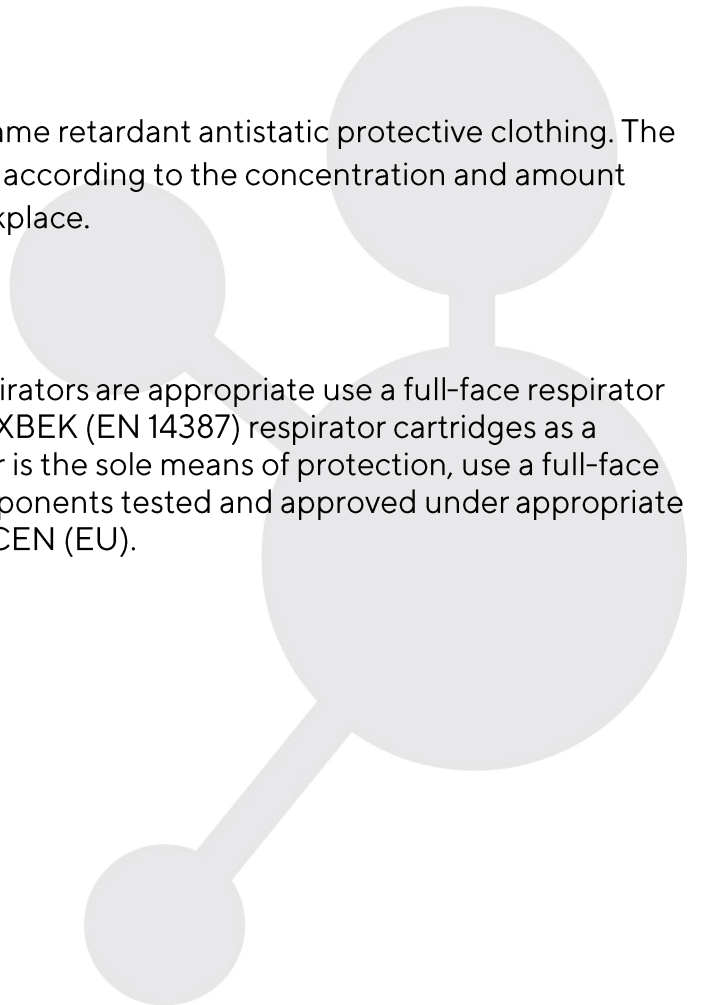 ame retardant antistatic protective clothing. The
according to the concentration and amount
kplace.
irators are appropriate use a full-face respirator
XBEK (EN 14387) respirator cartridges as a
r is the sole means of protection, use a full-face
ponents tested and approved under appropriate
CEN (EU).